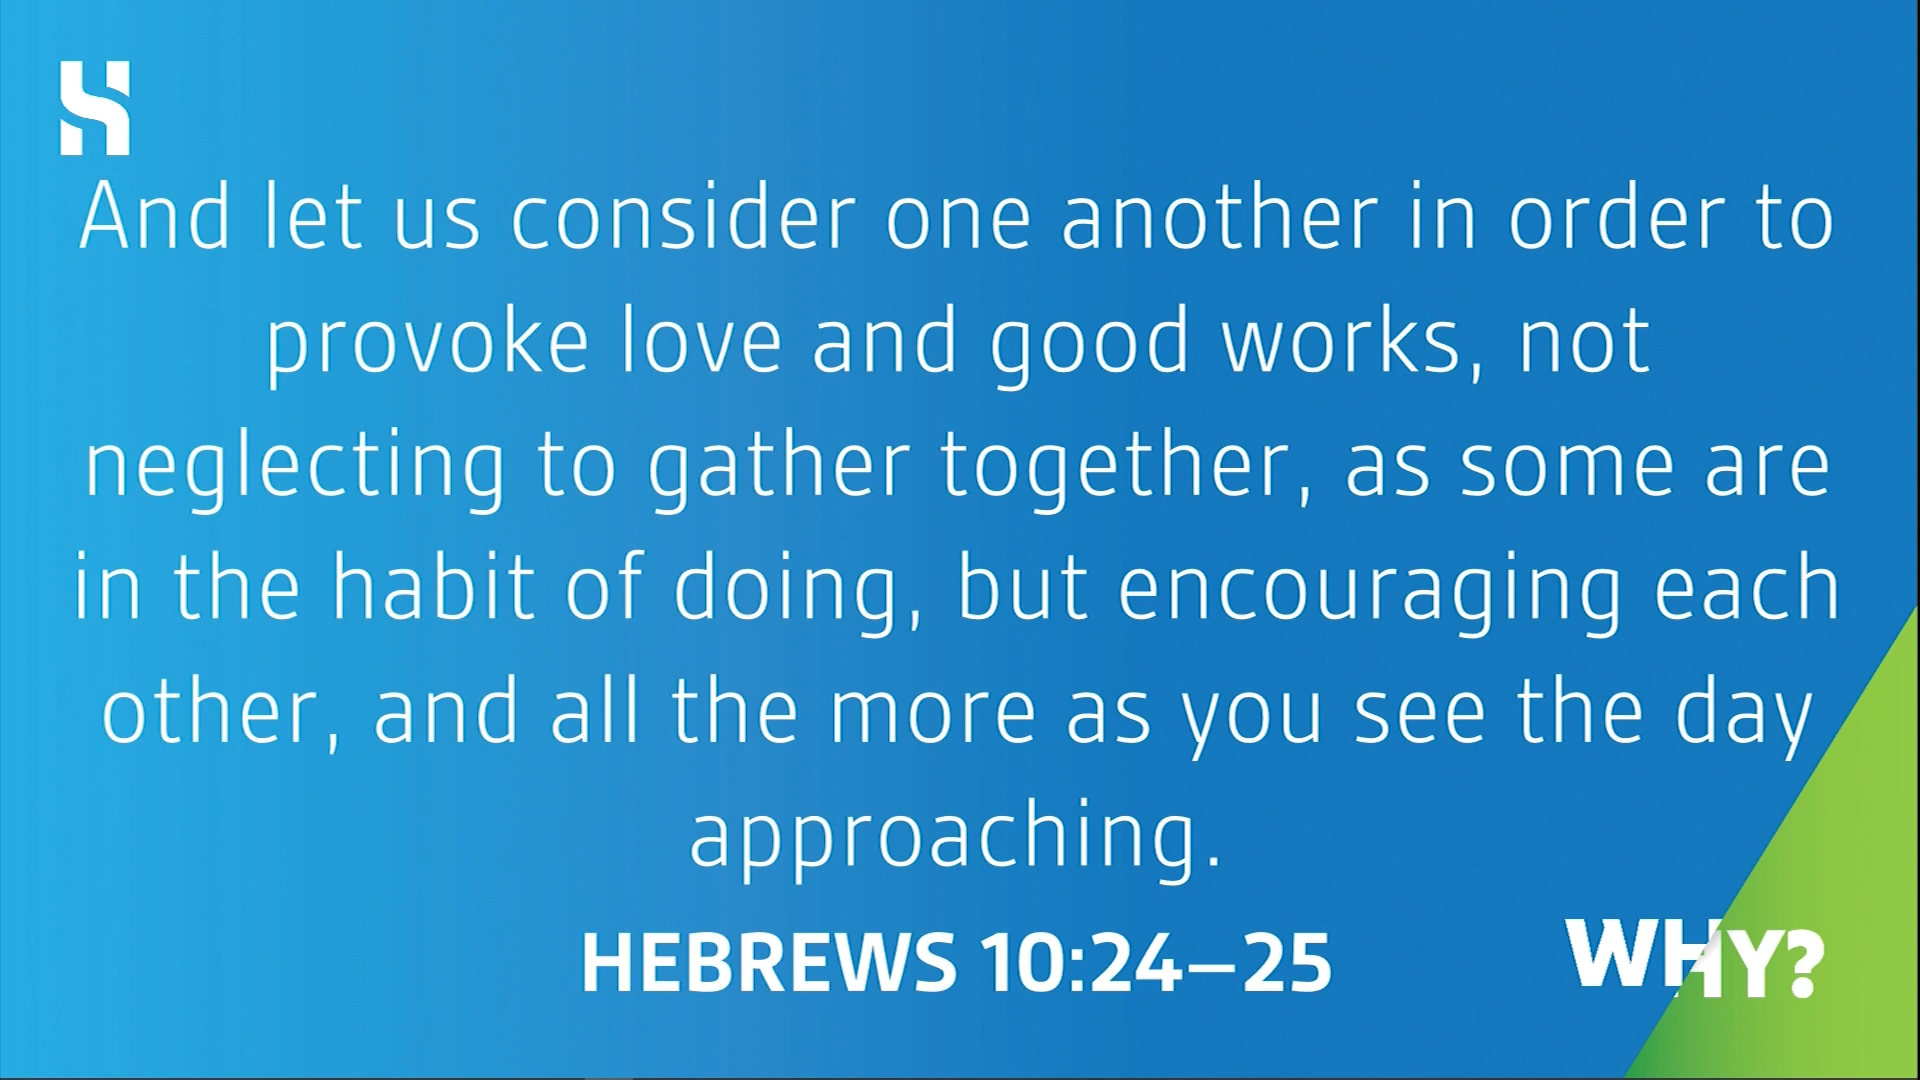 H
And let us consider one another in order to
provoke love and good works, not
neglecting to gather together, as some are
in the habit of doing, but encouraging each
other, and all the more as you see the day
approaching.
HEBREWS 10:24–25
WHY?